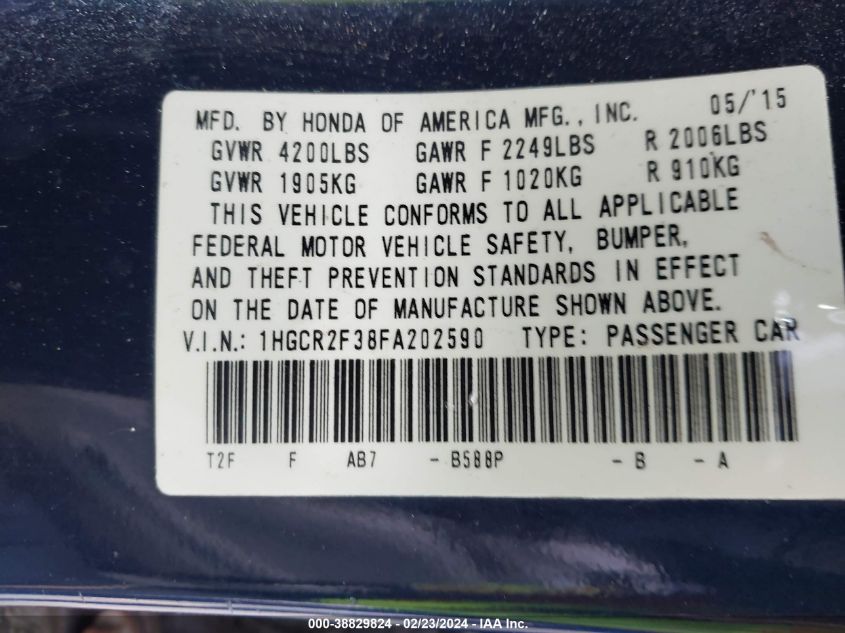 MFD. BY HONDA OF AMERICA MFG., INC. 05/'15
GVWR 4200LBS GAWR F 2249LBS R 2006LBS
GVWR 1905KG GAWR F 1020KG R 910KG
THIS VEHICLE CONFORMS TO ALL APPLICABLE
FEDERAL MOTOR VEHICLE SAFETY, BUMPER,
AND THEFT PREVENTION STANDARDS IN EFFECT
ON THE DATE OF MANUFACTURE SHOWN ABOVE.
V.I.N.: 1HGCR2F38FA202590 TYPE: PASSENGER CAR
T2F F AB7 - B588P - B - A
000-38829824 - 02/23/2024 - IAA Inc.